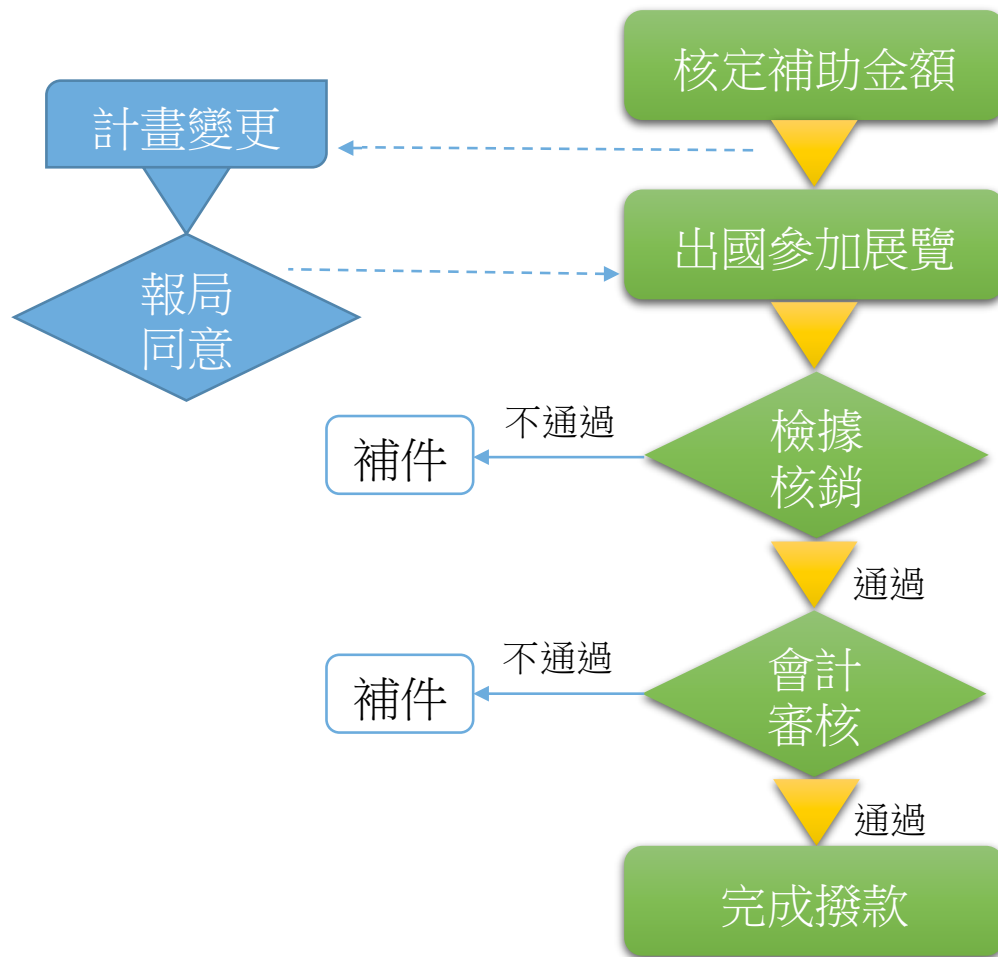 核定補助金額
計畫變更
出國參加展覽
報局
同意
不通過
補件
檢據
核銷
通過
不通過
補件
會計
審核
通過
完成撥款